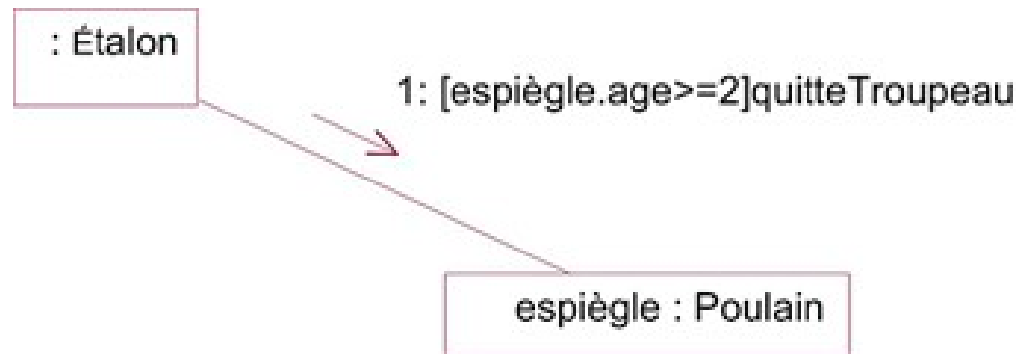 : Étalon
1: [espiègle.age>=2]quitteTroupeau
espiègle : Poulain